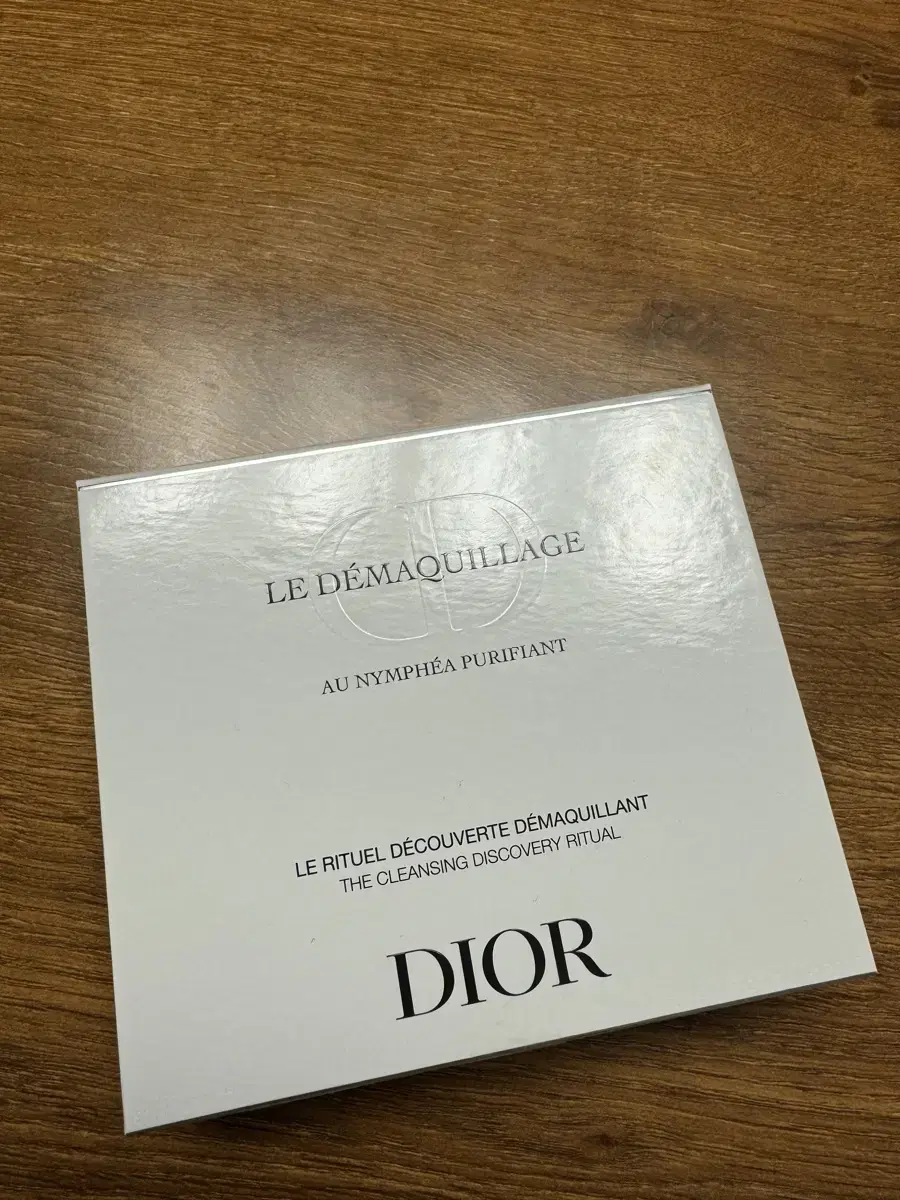 LE DÉMAQUILLAGE
AU NYMPHÉA PURIFIANT
LE RITUEL DÉCOUVERTE DÉMAQUILLANT
THE CLEANSING DISCOVERY RITUAL
DIOR